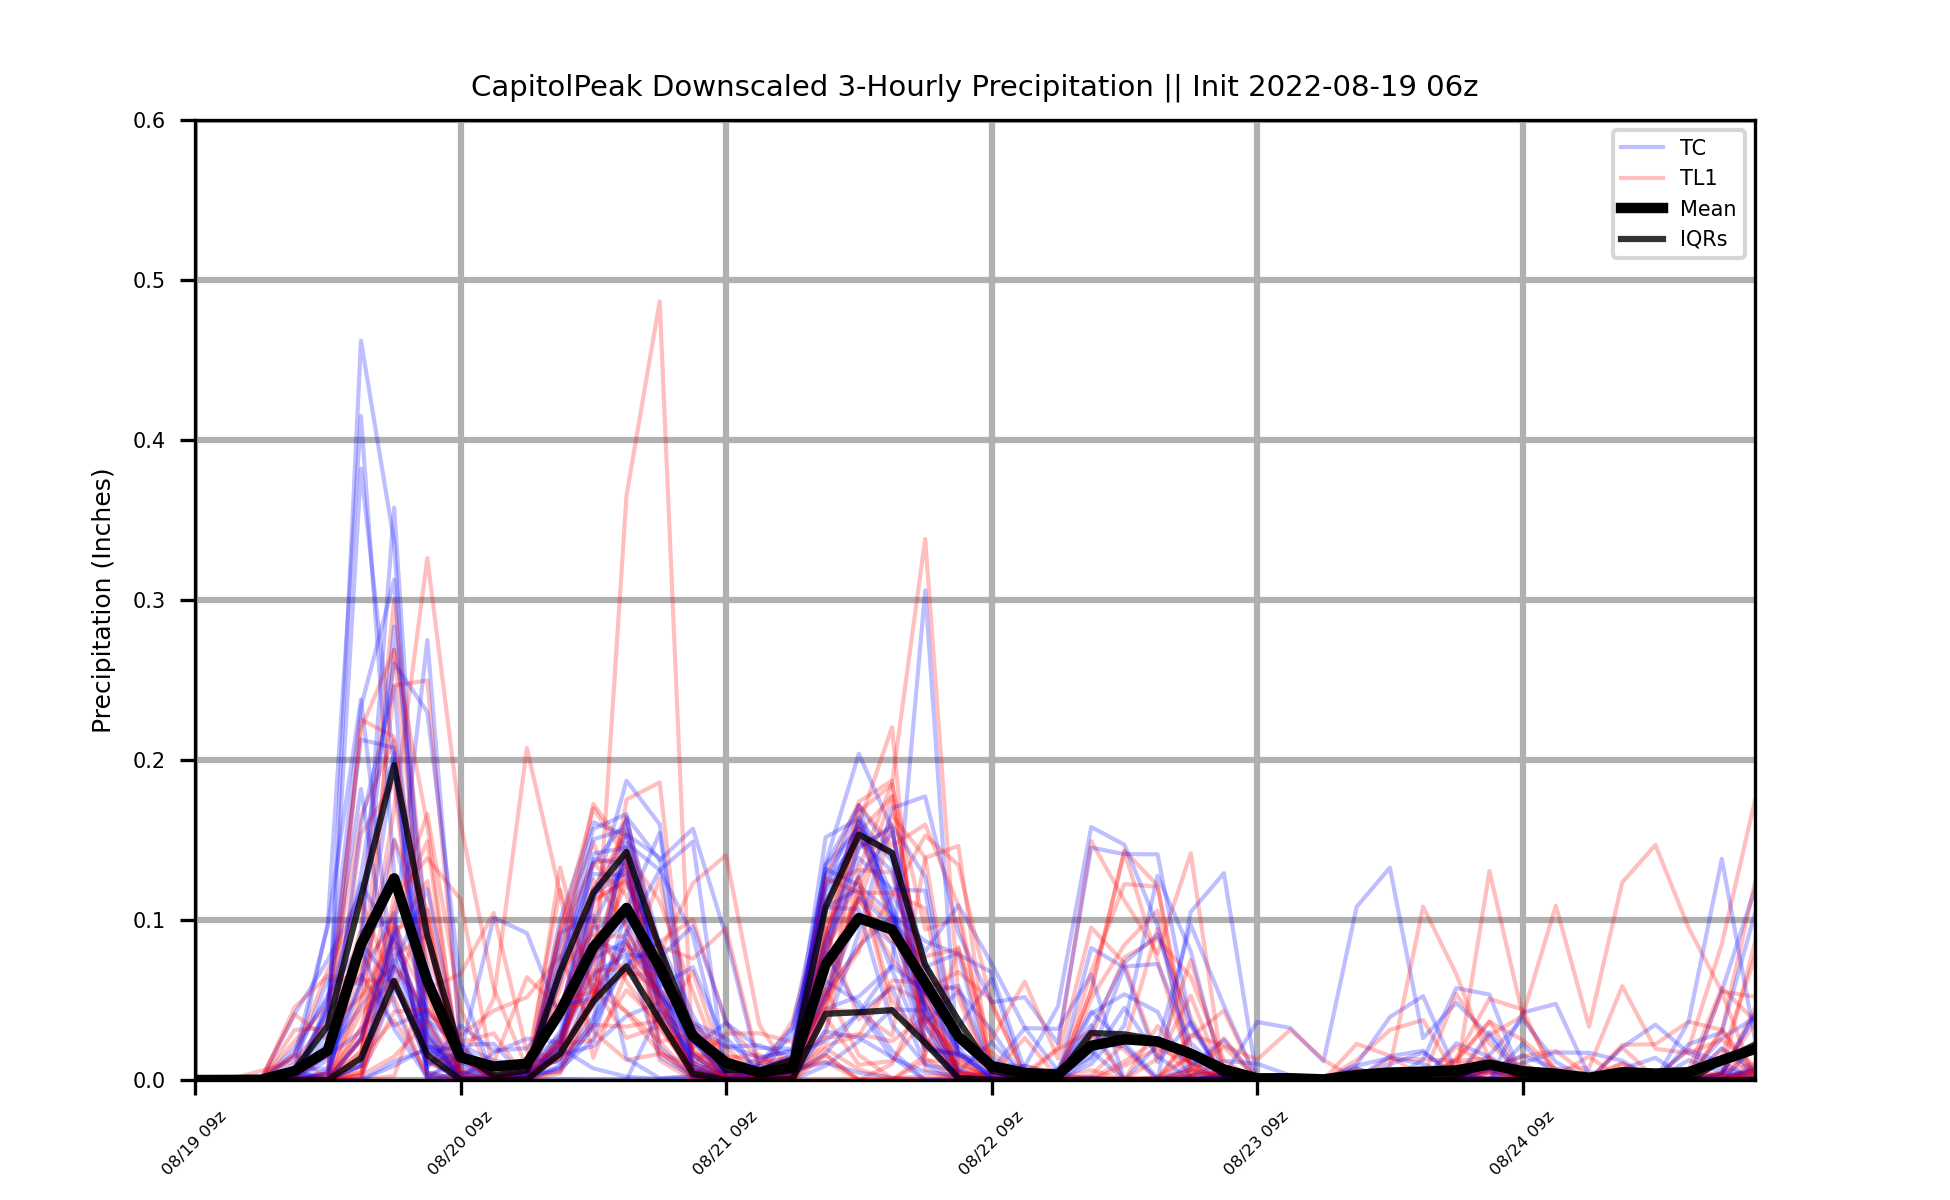 CapitolPeak Downscaled 3-Hourly Precipitation || Init 2022-08-19 06z
TC
TL1
Mean
IQRs
Precipitation (Inches)
0.6
0.5
0.4
0.3
0.2
0.1
0.0
08/19 09z
08/20 09z
08/21 09z
08/22 09z
08/23 09z
08/24 09z